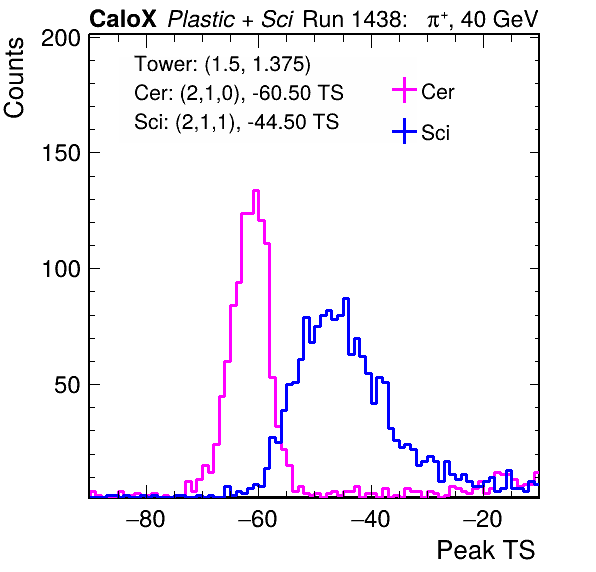 CaloX Plastic + Sci Run 1438: π⁺, 40 GeV
Counts
200
150
100
50
Tower: (1.5, 1.375)
Cer: (2,1,0), -60.50 TS
Sci: (2,1,1), -44.50 TS
Cer
Sci
−80 −60 −40 −20
Peak TS